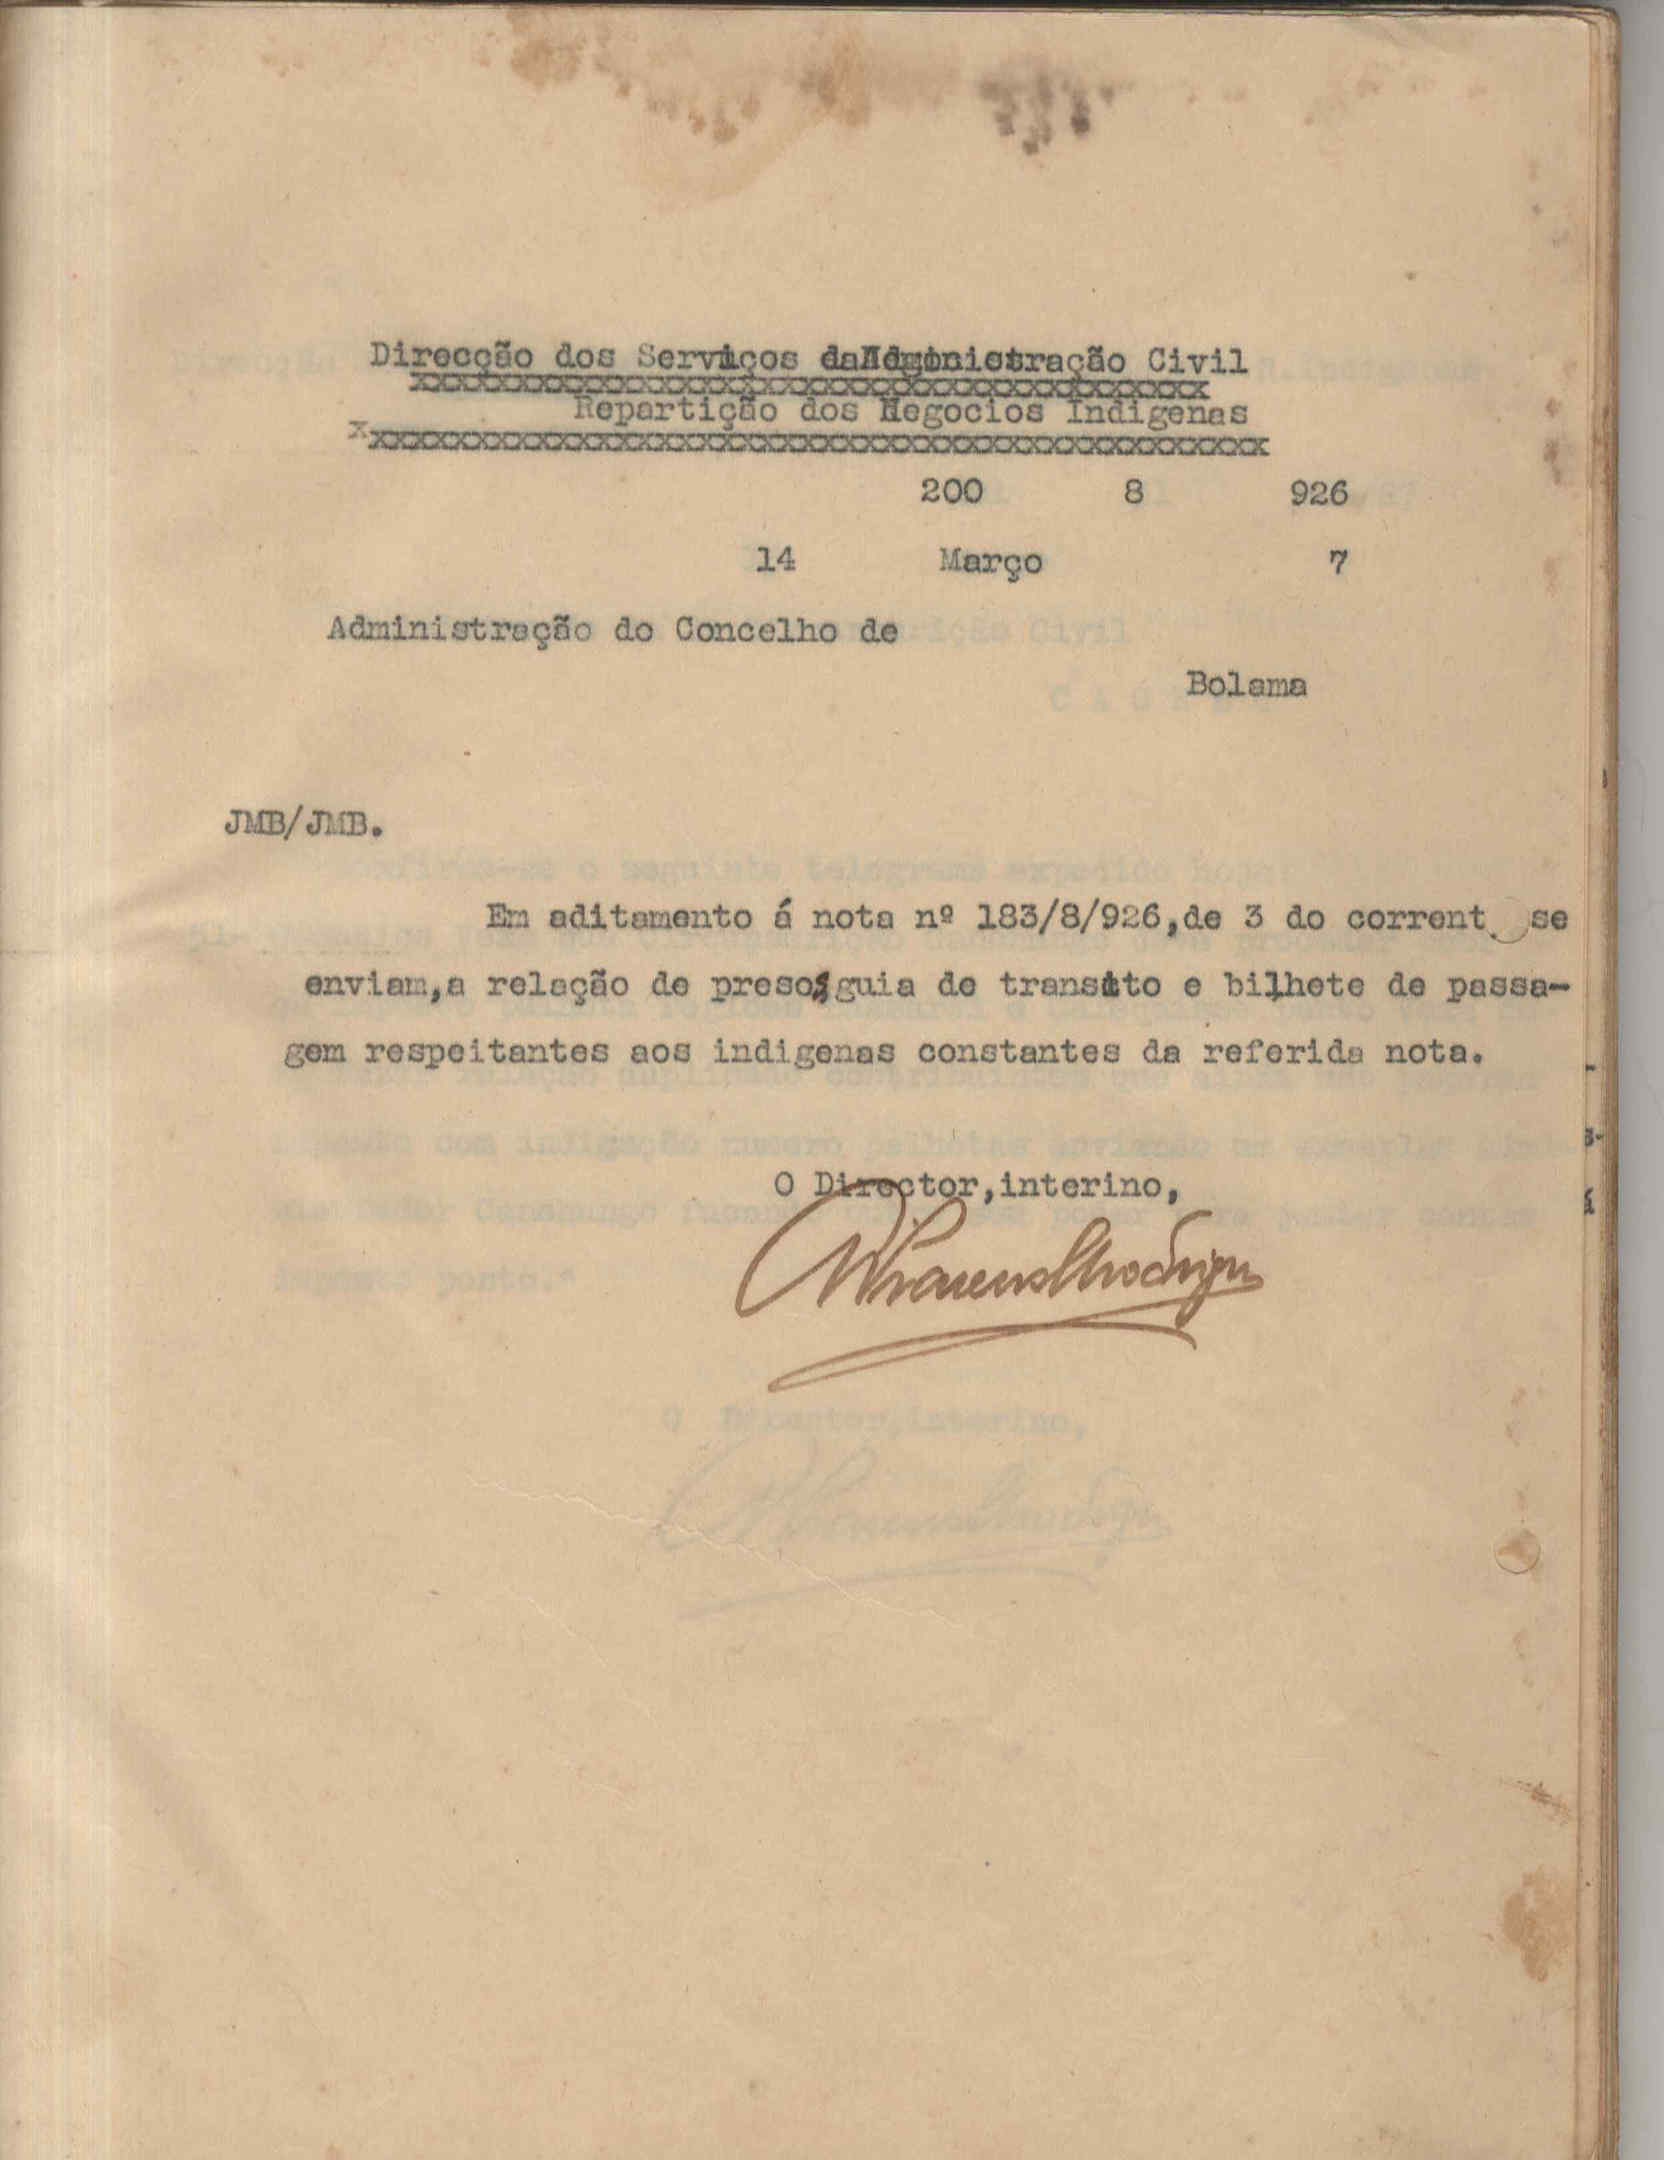 Direcção dos Serviços da Administração Civil
xxxxxxxxxxxxxxxxxxxxxxxxxxxxxxxxxxxxxxx
Repartição dos Negocios Indigenas
xxxxxxxxxxxxxxxxxxxxxxxxxxxxxxxxxxxxxxxxxxxxx
200 8 926
14 Março 7
Administração do Concelho de
Bolama
JMB/JMB.
Em aditamento á nota nº 183/8/926,de 3 do corrent se
enviam,a relação de presos,guia de transito e bilhete de passa-
gem respeitantes aos indigenas constantes da referida nota.
O Director,interino,